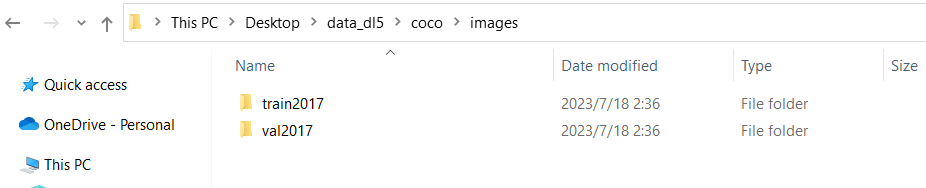 This PC > Desktop > data_dl5 > coco > images
Name Date modified Type Size
Quick access
train2017 2023/7/18 2:36 File folder
OneDrive - Personal
val2017 2023/7/18 2:36 File folder
This PC